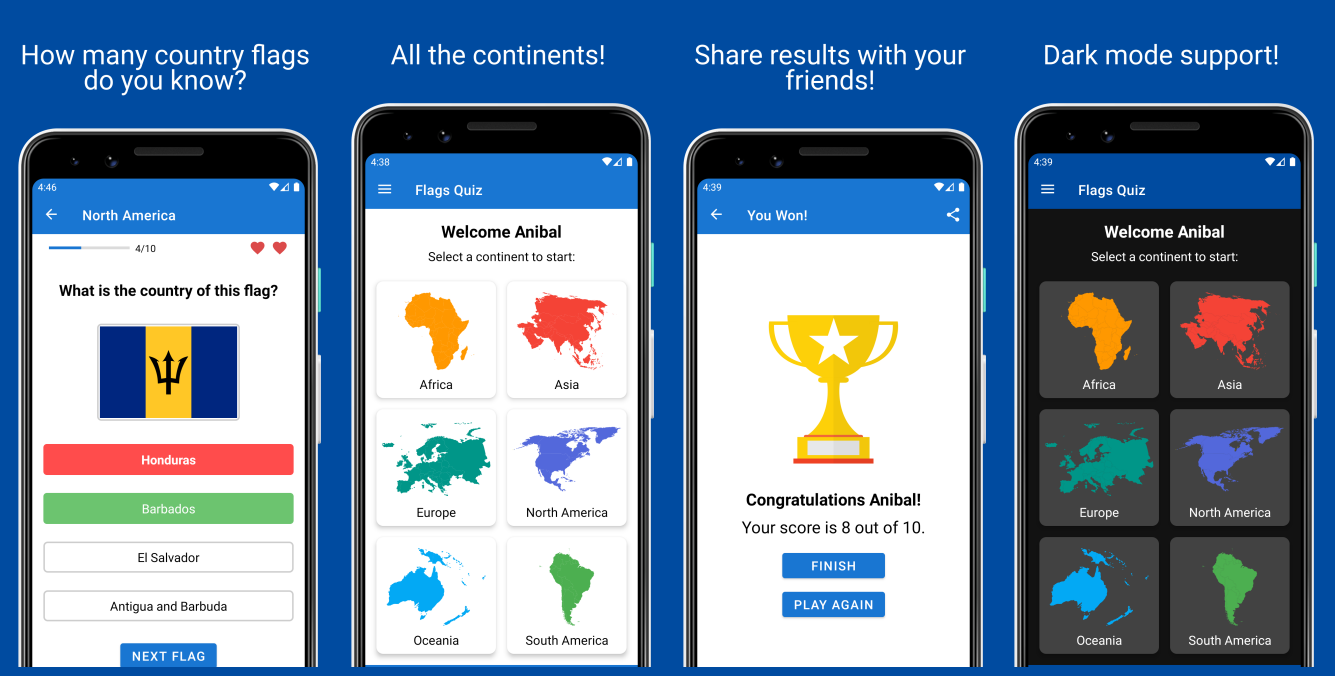 How many country flags
do you know?
4:46
North America
4/10
What is the country of this flag?
Honduras
Barbados
El Salvador
Antigua and Barbuda
NEXT FLAG
All the continents!
4:38
Flags Quiz
Welcome Anibal
Select a continent to start:
Africa
Asia
Europe
North America
Oceania
South America
Share results with your
friends!
4:39
You Won!
Congratulations Anibal!
Your score is 8 out of 10.
FINISH
PLAY AGAIN
Dark mode support!
4:39
Flags Quiz
Welcome Anibal
Select a continent to start:
Africa
Asia
Europe
North America
Oceania
South America